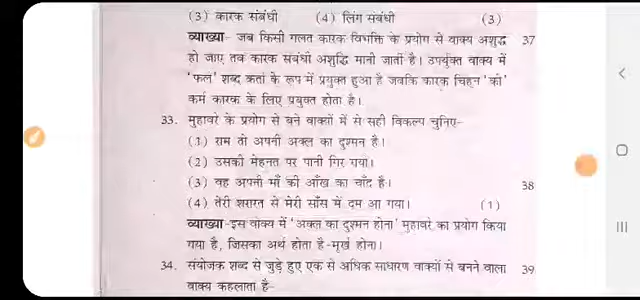 (3) कारक संबंधी (4) लिंग संबंधी (3)
व्याख्या- जब किसी गलत कारक विभक्ति के प्रयोग से वाक्य अशुद्ध
हो जाए तब कारक संबंधी अशुद्धि मानी जाती है। उपर्युक्त वाक्य में
'फल' शब्द कर्ता के रूप में प्रयुक्त हुआ है जबकि कारक चिह्न 'को'
कर्म कारक के लिए प्रयुक्त होता है।
33. मुहावरे के प्रयोग से बने वाक्यों में से सही विकल्प चुनिए-
(1) राम तो अपनी अक्ल का दुश्मन है।
(2) उसकी मेहनत पर पानी गिर गया।
(3) वह अपनी माँ की आँख का चाँद है।
(4) तेरी शरारत से मेरी साँस में दम आ गया। (1)
व्याख्या-इस वाक्य में 'अक्ल का दुश्मन होना' मुहावरे का प्रयोग किया
गया है, जिसका अर्थ होता है-मूर्ख होना।
34. संयोजक शब्द से जुड़े हुए एक से अधिक साधारण वाक्यों से बनने वाला
वाक्य कहलाता है-
37
38
39